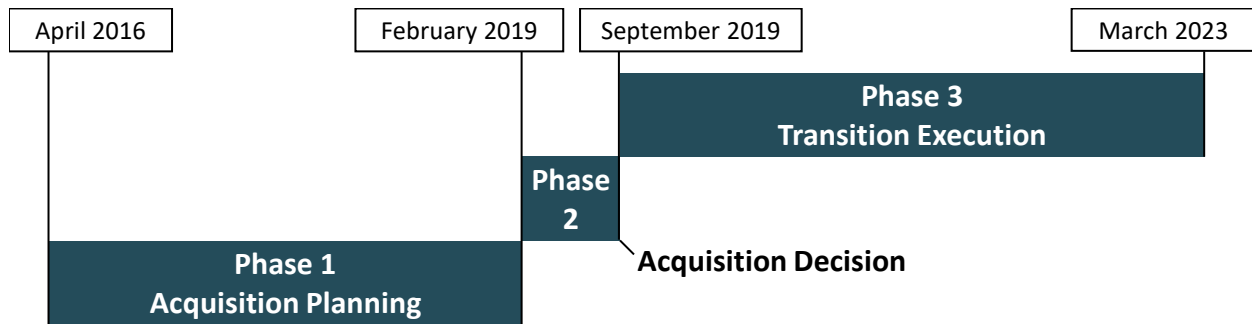 April 2016
February 2019
September 2019
March 2023
Phase 3
Transition Execution
Phase
2
Acquisition Decision
Phase 1
Acquisition Planning